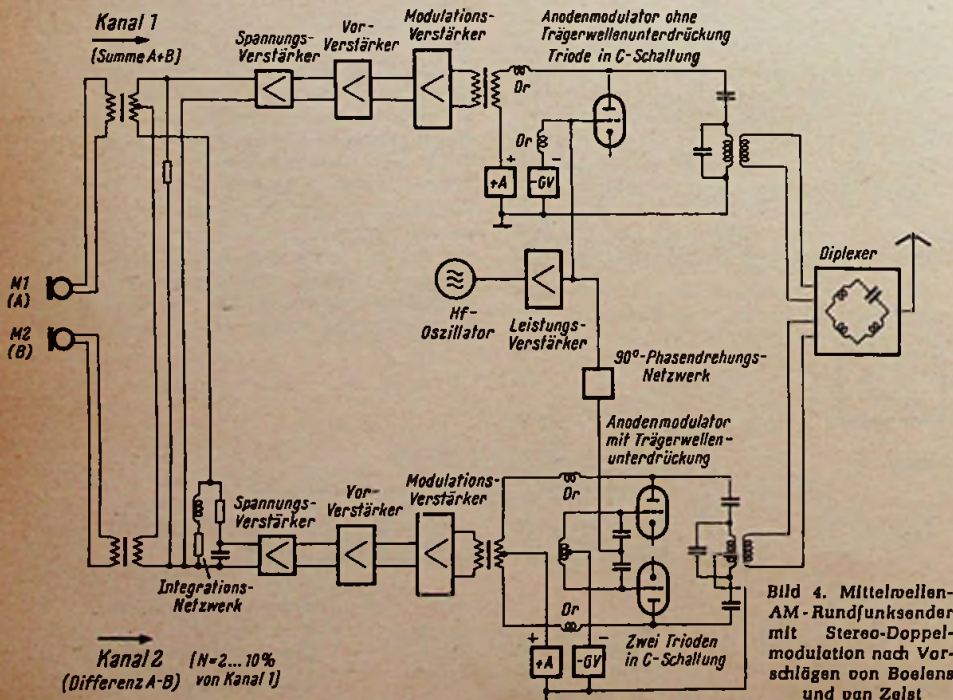 Kanal 1
(Summe A+B)
Spannungs-
Verstärker
Vor-
Verstärker
Modulations-
Verstärker
Anodenmodulator ohne
Trägerwellenunterdrückung
Triode in C-Schaltung
Dr
Dr
+
+A
−
-GV
M1
(A)
M2
(B)
Hf-
Oszillator
Leistungs-
Verstärker
Diplexer
90°-Phasendrehungs-
Netzwerk
Anodenmodulator
mit Trägerwellen-
unterdrückung
Spannungs-
Verstärker
Vor-
Verstärker
Modulations-
Verstärker
Dr
Dr
Integrations-
Netzwerk
+
+A
−
-GV
Zwei Trioden
in C-Schaltung
Kanal 2
(Differenz A-B)
(N=2...10%
von Kanal 1)
Bild 4. Mittelwellen-
AM-Rundfunksender
mit Stereo-Doppel-
modulation nach Vor-
schlägen von Boelens
und van Zelst